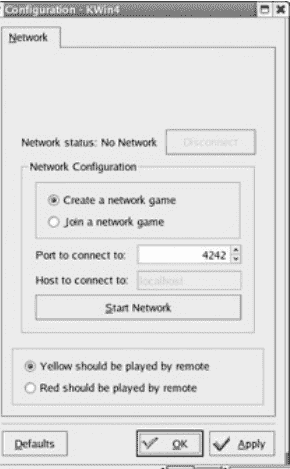 Configuration - KWin4
Network
Network status: No Network
Disconnect
Network Configuration
Create a network game
Join a network game
Port to connect to:
4242
Host to connect to:
localhost
Start Network
Yellow should be played by remote
Red should be played by remote
Defaults
OK
Apply